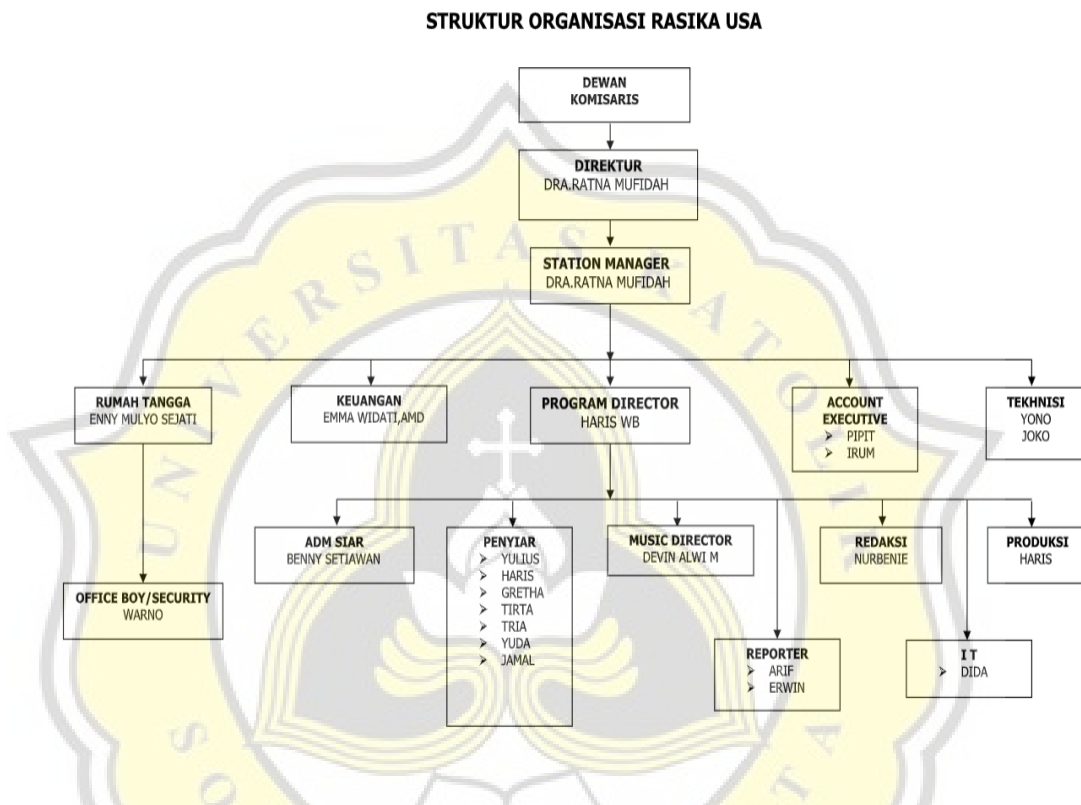 STRUKTUR ORGANISASI RASIKA USA
DEWAN
KOMISARIS
DIREKTUR
DRA.RATNA MUFIDAH
STATION MANAGER
DRA.RATNA MUFIDAH
RUMAH TANGGA
ENNY MULYO SEJATI
KEUANGAN
EMMA WIDATI,AMD
PROGRAM DIRECTOR
HARIS WB
ACCOUNT
EXECUTIVE
➢ PIPIT
➢ IRUM
TEKHNISI
YONO
JOKO
ADM SIAR
BENNY SETIAWAN
PENYIAR
➢ YULIUS
➢ HARIS
➢ GRETHA
➢ TIRTA
➢ TRIA
➢ YUDA
➢ JAMAL
MUSIC DIRECTOR
DEVIN ALWI M
REDAKSI
NURBENIE
PRODUKSI
HARIS
OFFICE BOY/SECURITY
WARNO
REPORTER
➢ ARIF
➢ ERWIN
I T
➢ DIDA
UNIVERSITAS KATOLIK